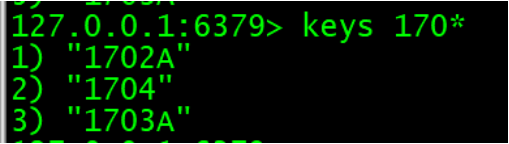 127.0.0.1:6379> keys 170*
1) "1702A"
2) "1704"
3) "1703A"